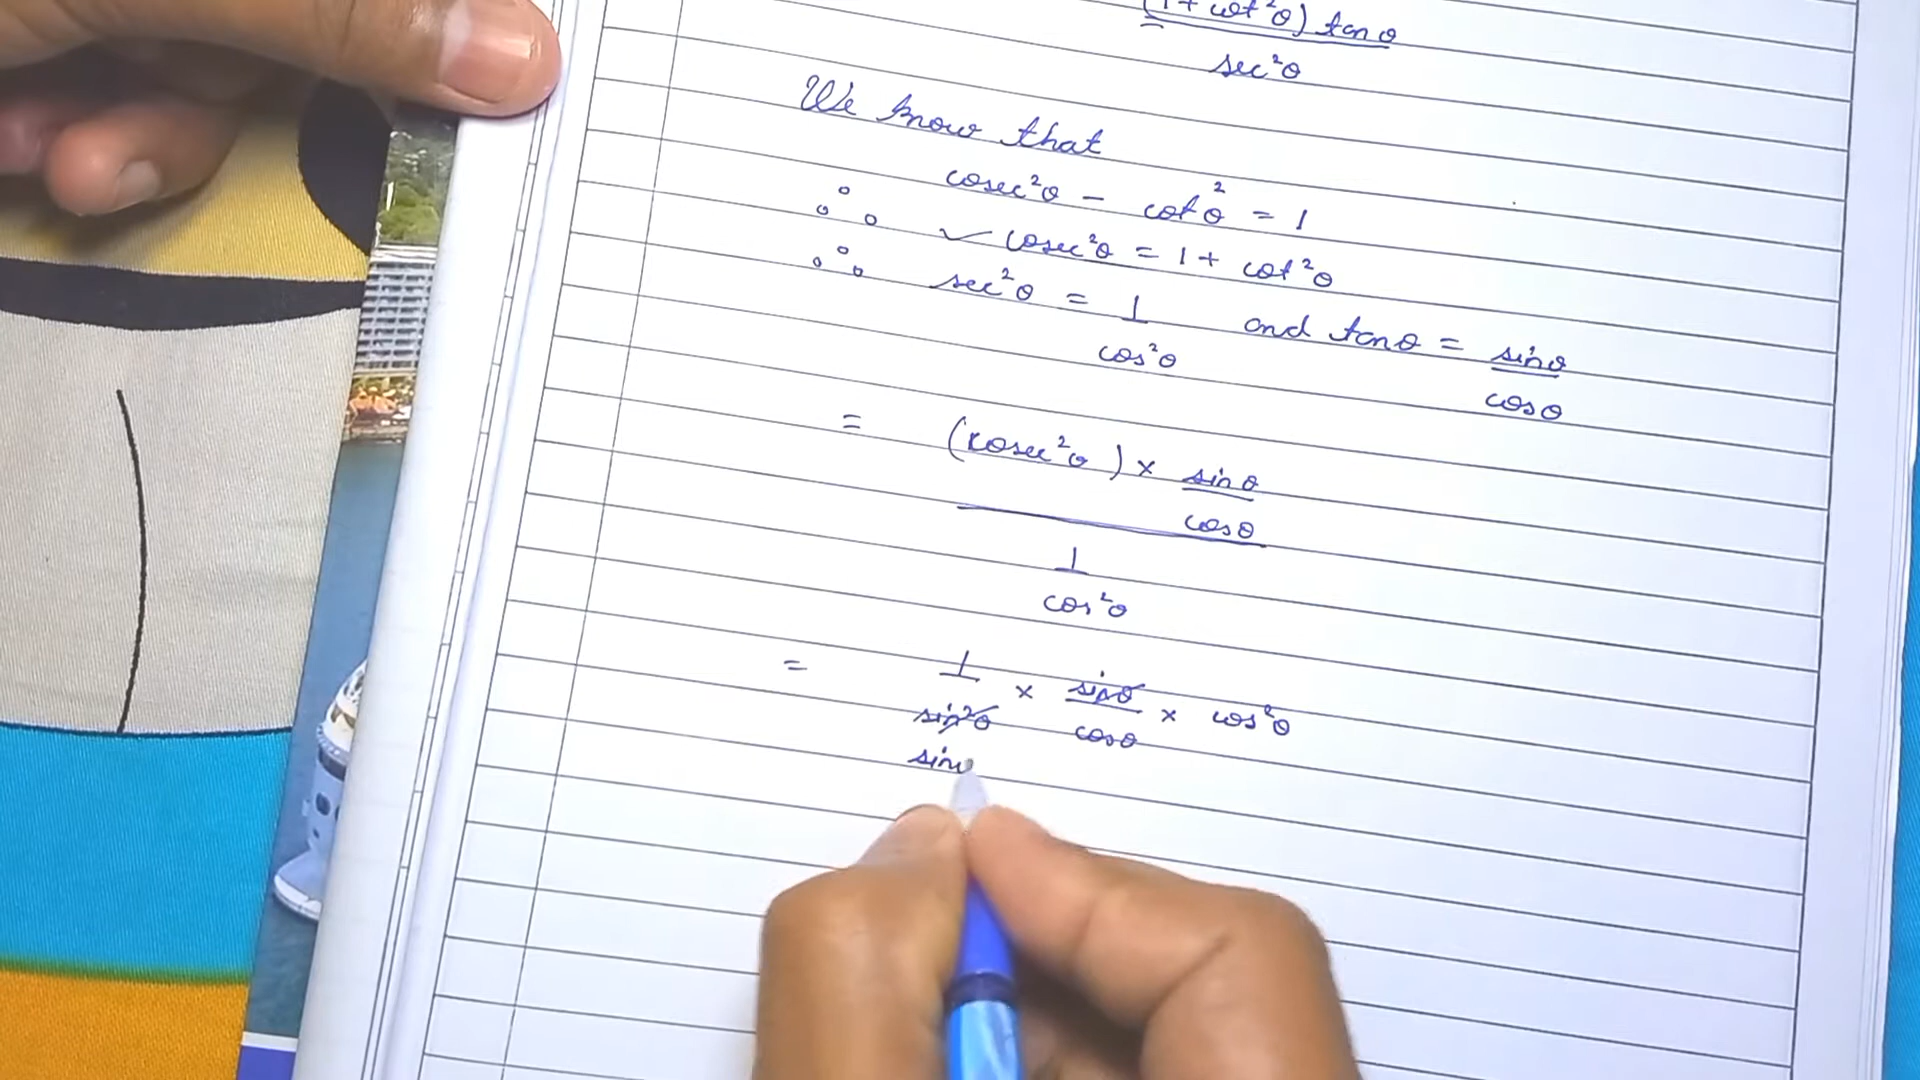 (1 + cot²θ) tanθ
sec²θ
We know that
cosec²θ - cot²θ = 1
∴ ✓ cosec²θ = 1 + cot²θ
∴ sec²θ = 1 and tanθ = sinθ
cos²θ cosθ
= (cosec²θ) × sinθ
cosθ
1
cos²θ
= 1 × sinθ × cos²θ
sin²θ cosθ
sin